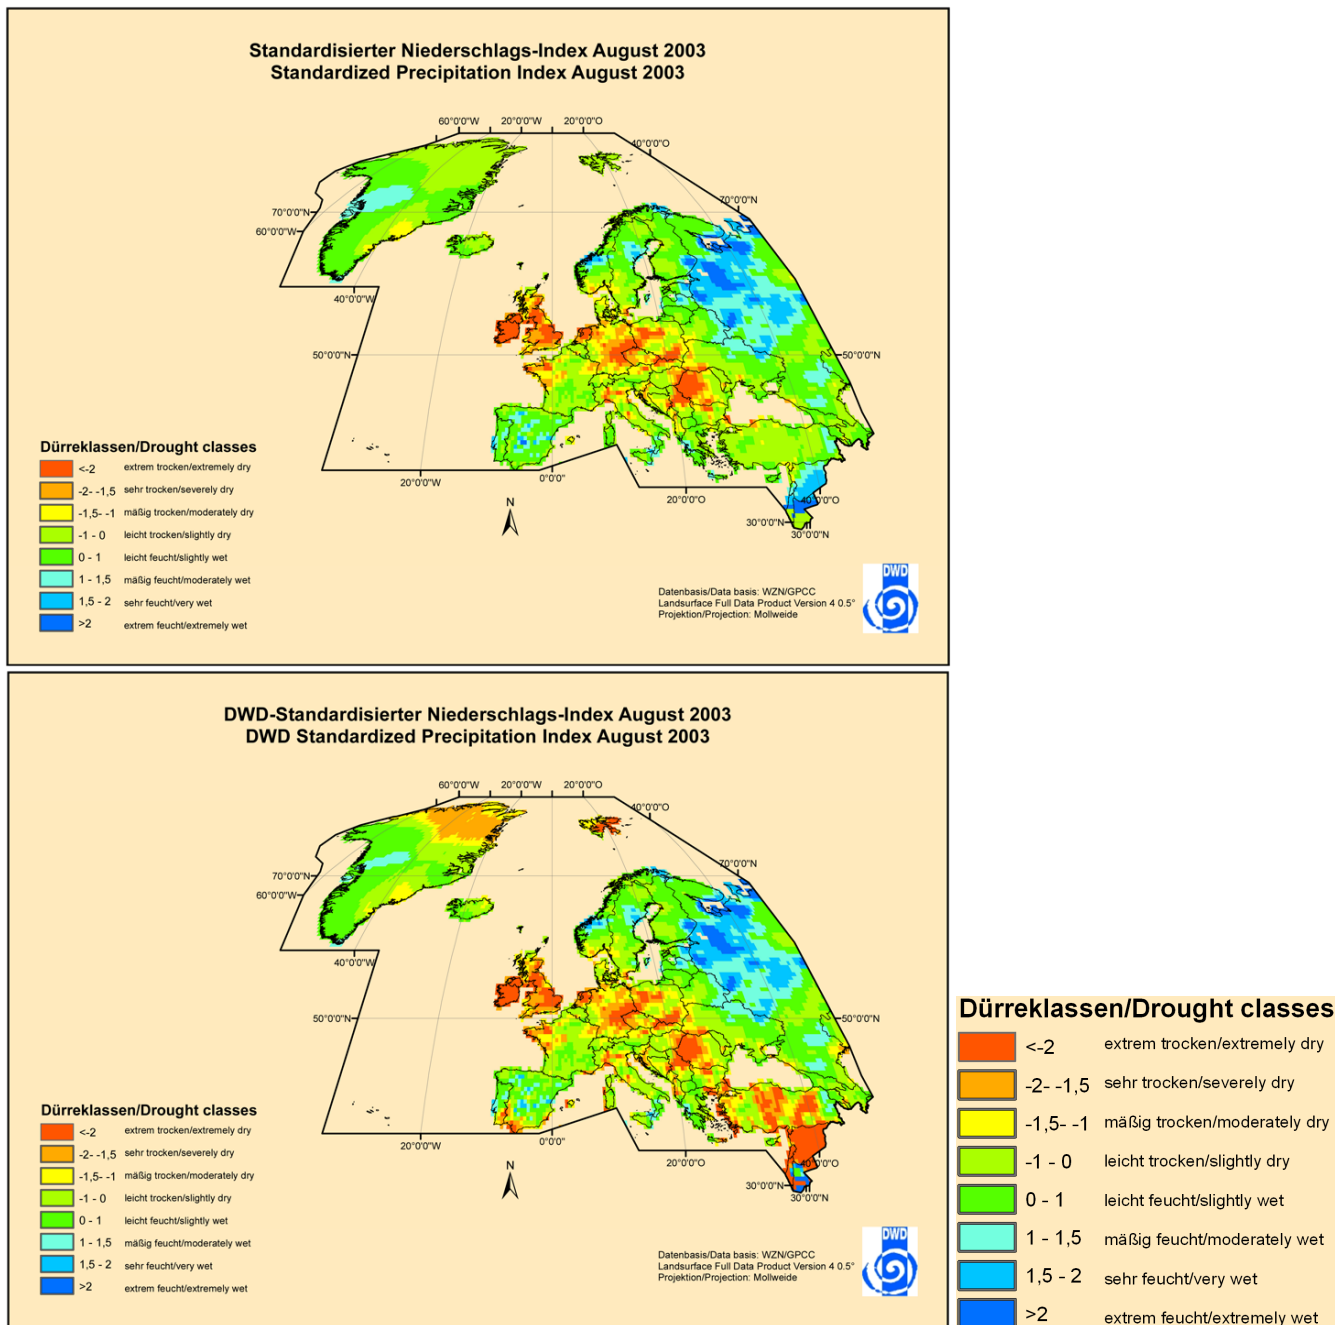 Standardisierter Niederschlags-Index August 2003
Standardized Precipitation Index August 2003
60°0'0"W 20°0'0"W 20°0'0"O
40°0'0"O
70°0'0"N
70°0'0"N
60°0'0"W
40°0'0"W
50°0'0"N
50°0'0"N
20°0'0"W
0°0'0"
20°0'0"O
40°0'0"O
30°0'0"N
30°0'0"O
N
Dürreklassen/Drought classes
<-2 extrem trocken/extremely dry
-2- -1,5 sehr trocken/severely dry
-1,5- -1 mäßig trocken/moderately dry
-1 - 0 leicht trocken/slightly dry
0 - 1 leicht feucht/slightly wet
1 - 1,5 mäßig feucht/moderately wet
1,5 - 2 sehr feucht/very wet
>2 extrem feucht/extremely wet
Datenbasis/Data basis: WZN/GPCC
Landsurface Full Data Product Version 4 0.5°
Projektion/Projection: Mollweide
DWD
DWD-Standardisierter Niederschlags-Index August 2003
DWD Standardized Precipitation Index August 2003
60°0'0"W 20°0'0"W 20°0'0"O
40°0'0"O
70°0'0"N
70°0'0"N
60°0'0"W
40°0'0"W
50°0'0"N
50°0'0"N
20°0'0"W
0°0'0"
20°0'0"O
40°0'0"O
30°0'0"N
30°0'0"O
N
Dürreklassen/Drought classes
<-2 extrem trocken/extremely dry
-2- -1,5 sehr trocken/severely dry
-1,5- -1 mäßig trocken/moderately dry
-1 - 0 leicht trocken/slightly dry
0 - 1 leicht feucht/slightly wet
1 - 1,5 mäßig feucht/moderately wet
1,5 - 2 sehr feucht/very wet
>2 extrem feucht/extremely wet
Datenbasis/Data basis: WZN/GPCC
Landsurface Full Data Product Version 4 0.5°
Projektion/Projection: Mollweide
DWD
Dürreklassen/Drought classes
<-2 extrem trocken/extremely dry
-2- -1,5 sehr trocken/severely dry
-1,5- -1 mäßig trocken/moderately dry
-1 - 0 leicht trocken/slightly dry
0 - 1 leicht feucht/slightly wet
1 - 1,5 mäßig feucht/moderately wet
1,5 - 2 sehr feucht/very wet
>2 extrem feucht/extremely wet